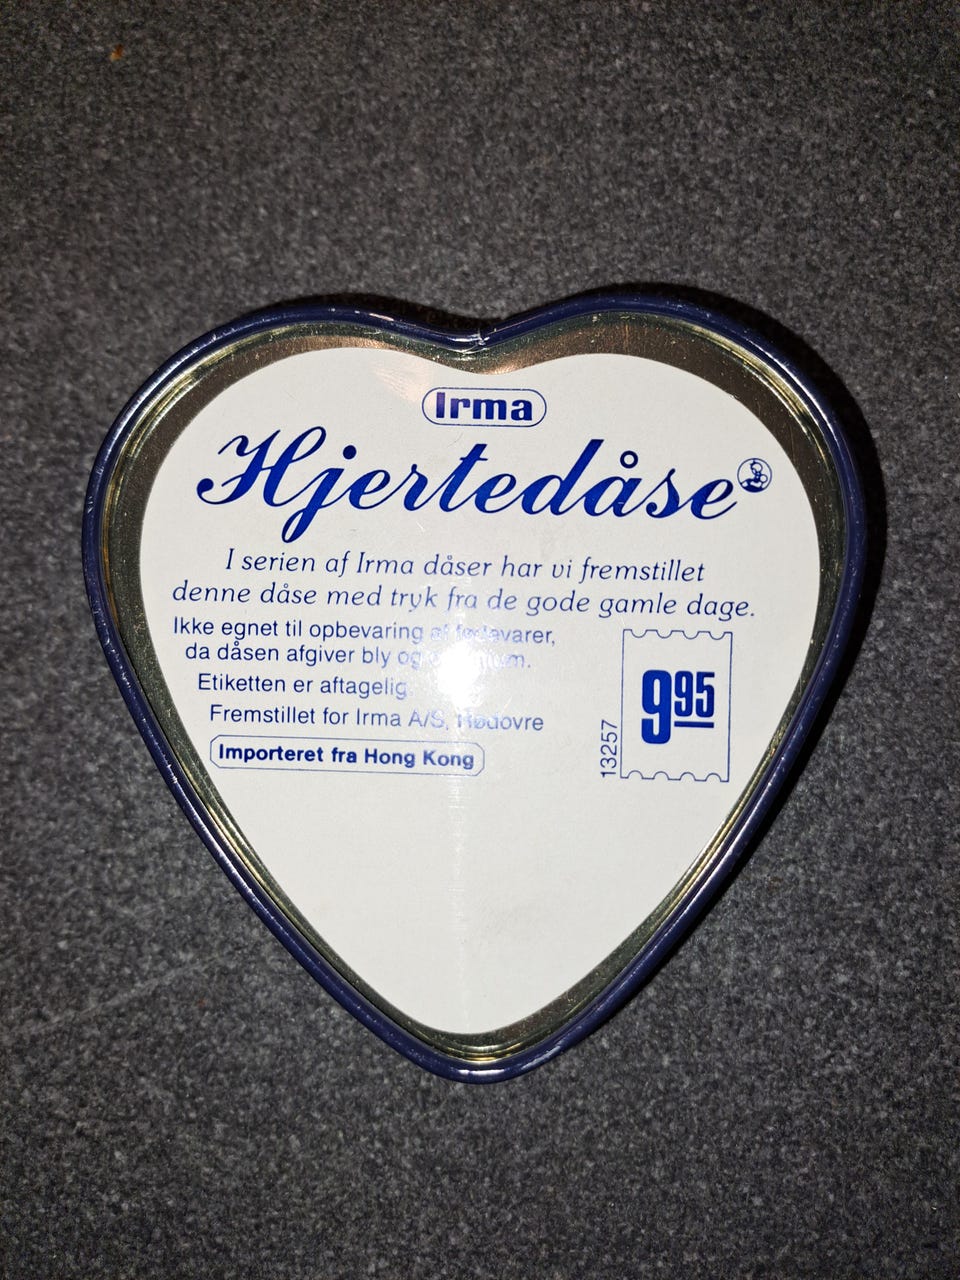 Irma
Hjertedåse
I serien af Irma dåser har vi fremstillet
denne dåse med tryk fra de gode gamle dage.
Ikke egnet til opbevaring af fødevarer,
da dåsen afgiver bly og
Etiketten er aftagelig.
Fremstillet for Irma A/S, Rødovre
Importeret fra Hong Kong
13257
9 95